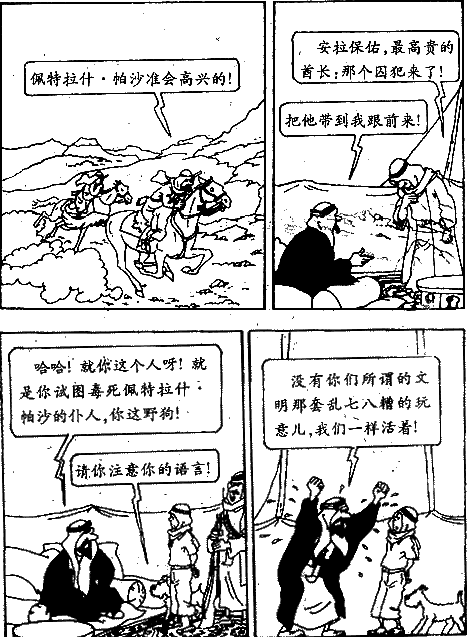 佩特拉什·帕沙准会高兴的!
安拉保佑,最高贵的
酋长:那个囚犯来了!
把他带到我跟前来!
哈哈!就你这个人呀!就
是你试图毒死佩特拉什·
帕沙的仆人,你这野狗!
请你注意你的语言!
没有你们所谓的文
明那套乱七八糟的玩
意儿,我们一样活着!